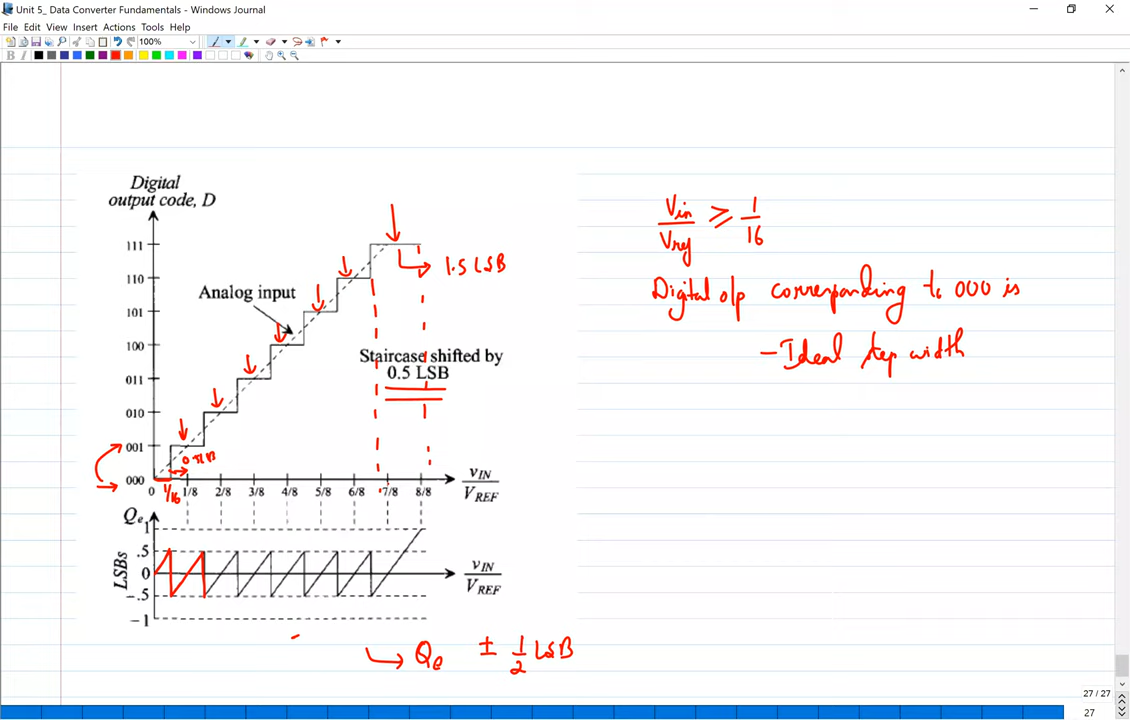 Unit 5_ Data Converter Fundamentals - Windows Journal
File Edit View Insert Actions Tools Help
100%
B I
Digital
output code, D
111
110
101
100
011
010
001
000
Analog input
1.5 LSB
Staircase shifted by
0.5 LSB
0.5LSB
0 1/8 2/8 3/8 4/8 5/8 6/8 7/8 8/8
1/16
vIN
VREF
Qe
1
.5
0
-.5
-1
LSBs
vIN
VREF
Qe ± 1/2 LSB
Vin/Vref ≥ 1/16
Digital o/p corresponding to 000 is
- Ideal step width
27 / 27
27